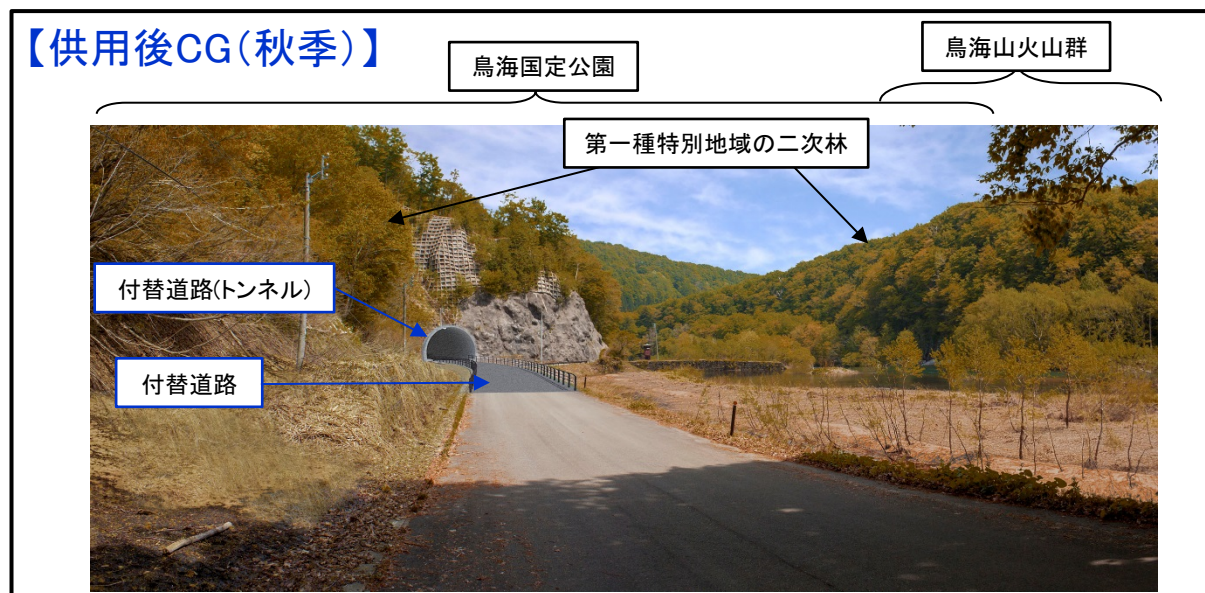 【供用後CG(秋季)】
鳥海国定公園
鳥海山火山群
第一種特別地域の二次林
付替道路(トンネル)
付替道路